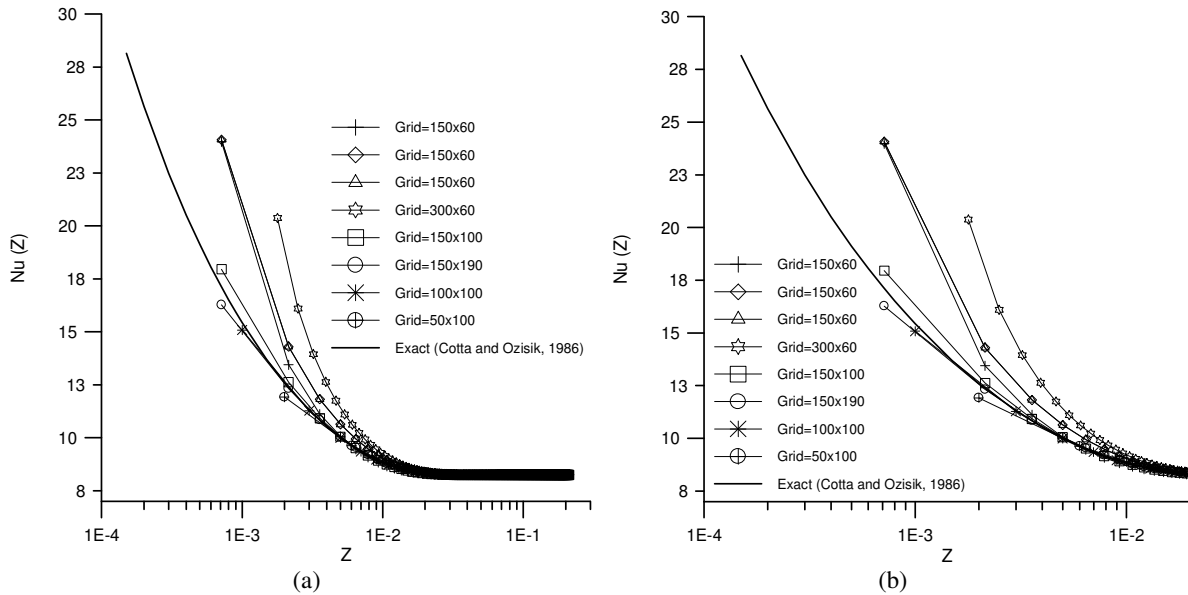 30
28
25
23
20
18
15
13
10
8
Nu (Z)
Grid=150x60
Grid=150x60
Grid=150x60
Grid=300x60
Grid=150x100
Grid=150x190
Grid=100x100
Grid=50x100
Exact (Cotta and Ozisik, 1986)
1E-4 1E-3 1E-2 1E-1
Z
(a)
30
28
25
23
20
18
15
13
10
8
Nu (Z)
Grid=150x60
Grid=150x60
Grid=150x60
Grid=300x60
Grid=150x100
Grid=150x190
Grid=100x100
Grid=50x100
Exact (Cotta and Ozisik, 1986)
1E-4 1E-3 1E-2
Z
(b)